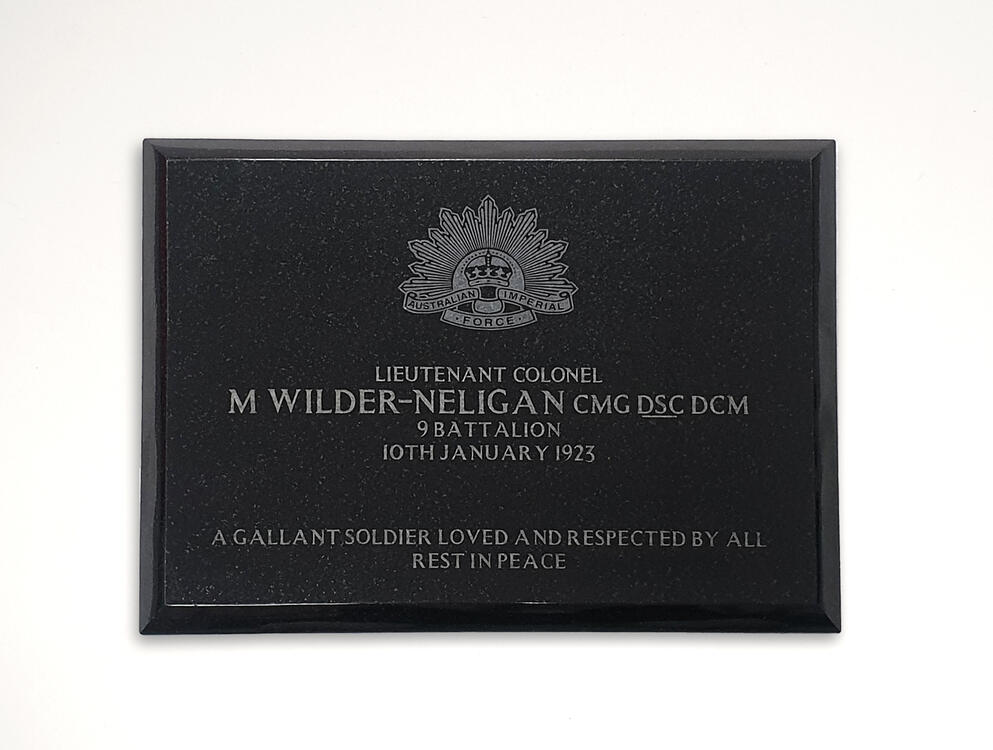 AUSTRALIAN IMPERIAL
FORCE
LIEUTENANT COLONEL
M WILDER-NELIGAN CMG DSC DCM
9 BATTALION
10TH JANUARY 1923
A GALLANT SOLDIER LOVED AND RESPECTED BY ALL
REST IN PEACE